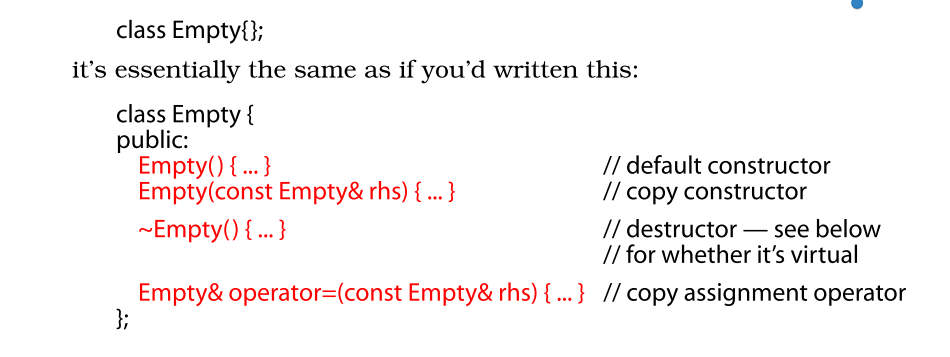 class Empty{};
it’s essentially the same as if you’d written this:
class Empty {
public:
Empty() { ... } // default constructor
Empty(const Empty& rhs) { ... } // copy constructor
~Empty() { ... } // destructor — see below
// for whether it’s virtual
Empty& operator=(const Empty& rhs) { ... } // copy assignment operator
};